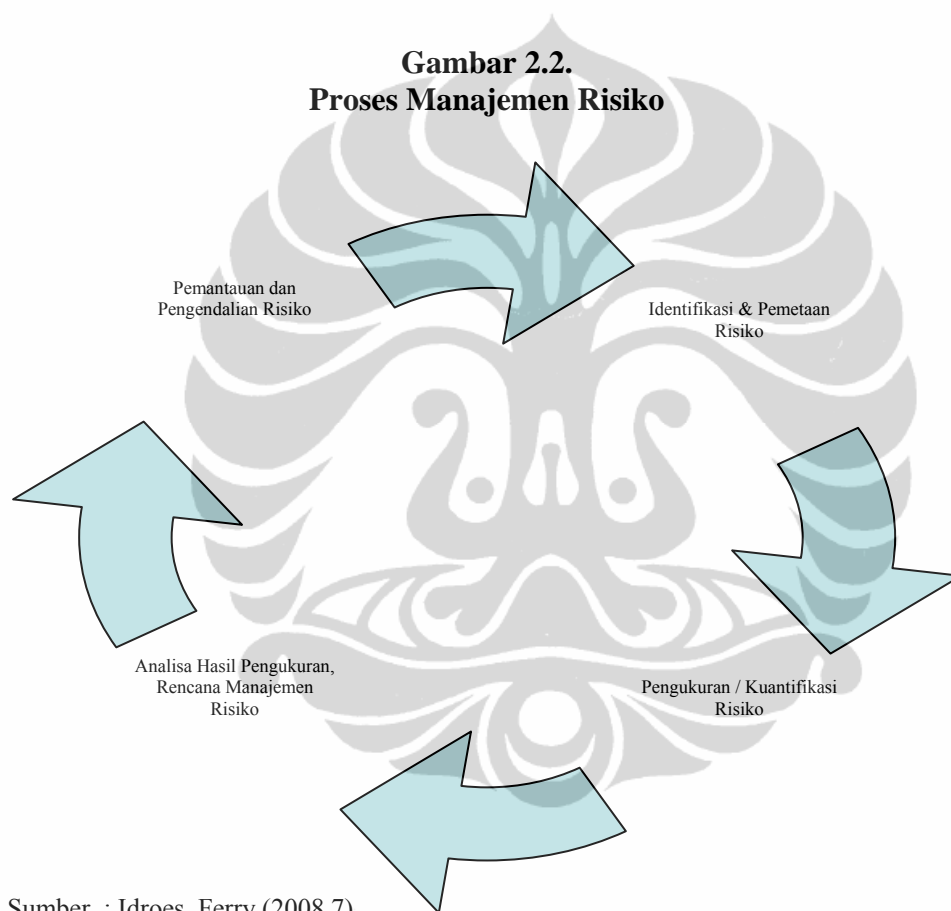 Gambar 2.2.
Proses Manajemen Risiko
Pemantauan dan
Pengendalian Risiko
Identifikasi & Pemetaan
Risiko
Analisa Hasil Pengukuran,
Rencana Manajemen
Risiko
Pengukuran / Kuantifikasi
Risiko
Sumber : Idroes, Ferry (2008,7)